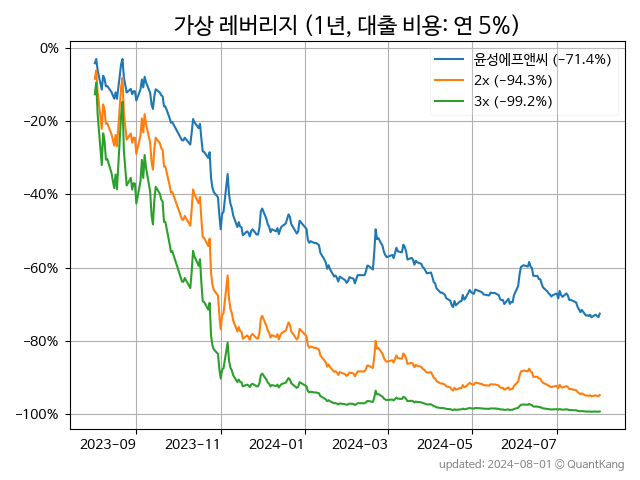 가상 레버리지 (1년, 대출 비용: 연 5%)
윤성에프앤씨 (-71.4%)
2x (-94.3%)
3x (-99.2%)
0%
−20%
−40%
−60%
−80%
−100%
2023-09
2023-11
2024-01
2024-03
2024-05
2024-07
updated: 2024-08-01 © QuantKang